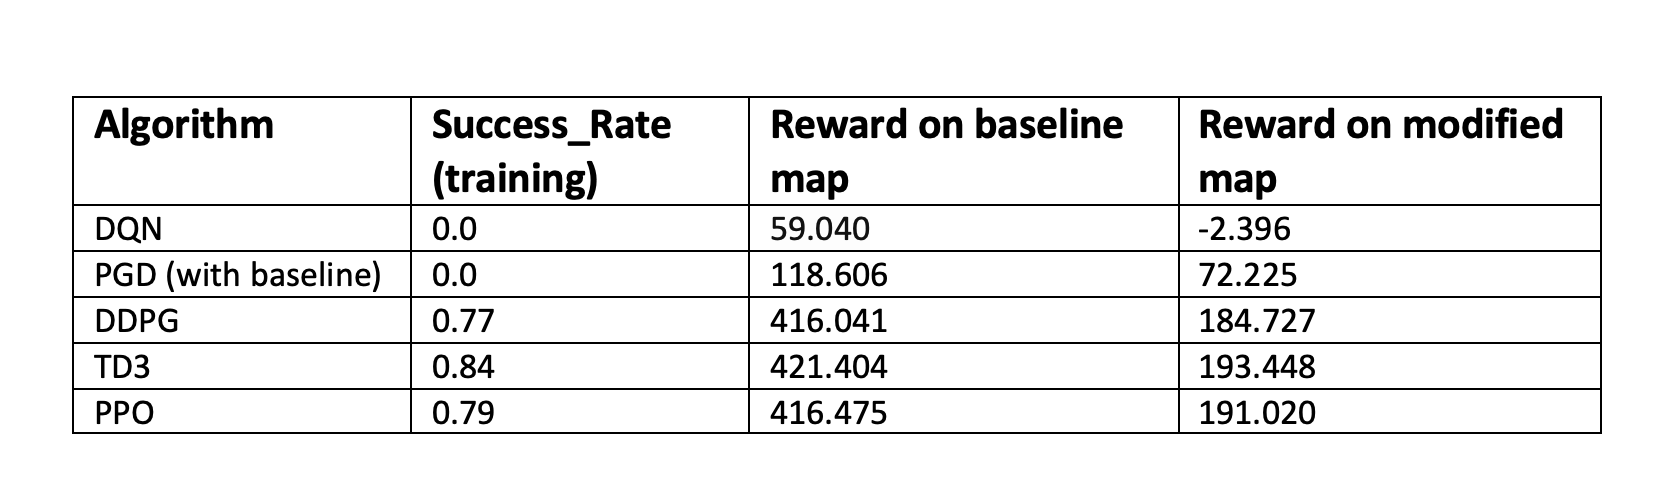 Algorithm Success_Rate (training) Reward on baseline map Reward on modified map
DQN 0.0 59.040 -2.396
PGD (with baseline) 0.0 118.606 72.225
DDPG 0.77 416.041 184.727
TD3 0.84 421.404 193.448
PPO 0.79 416.475 191.020